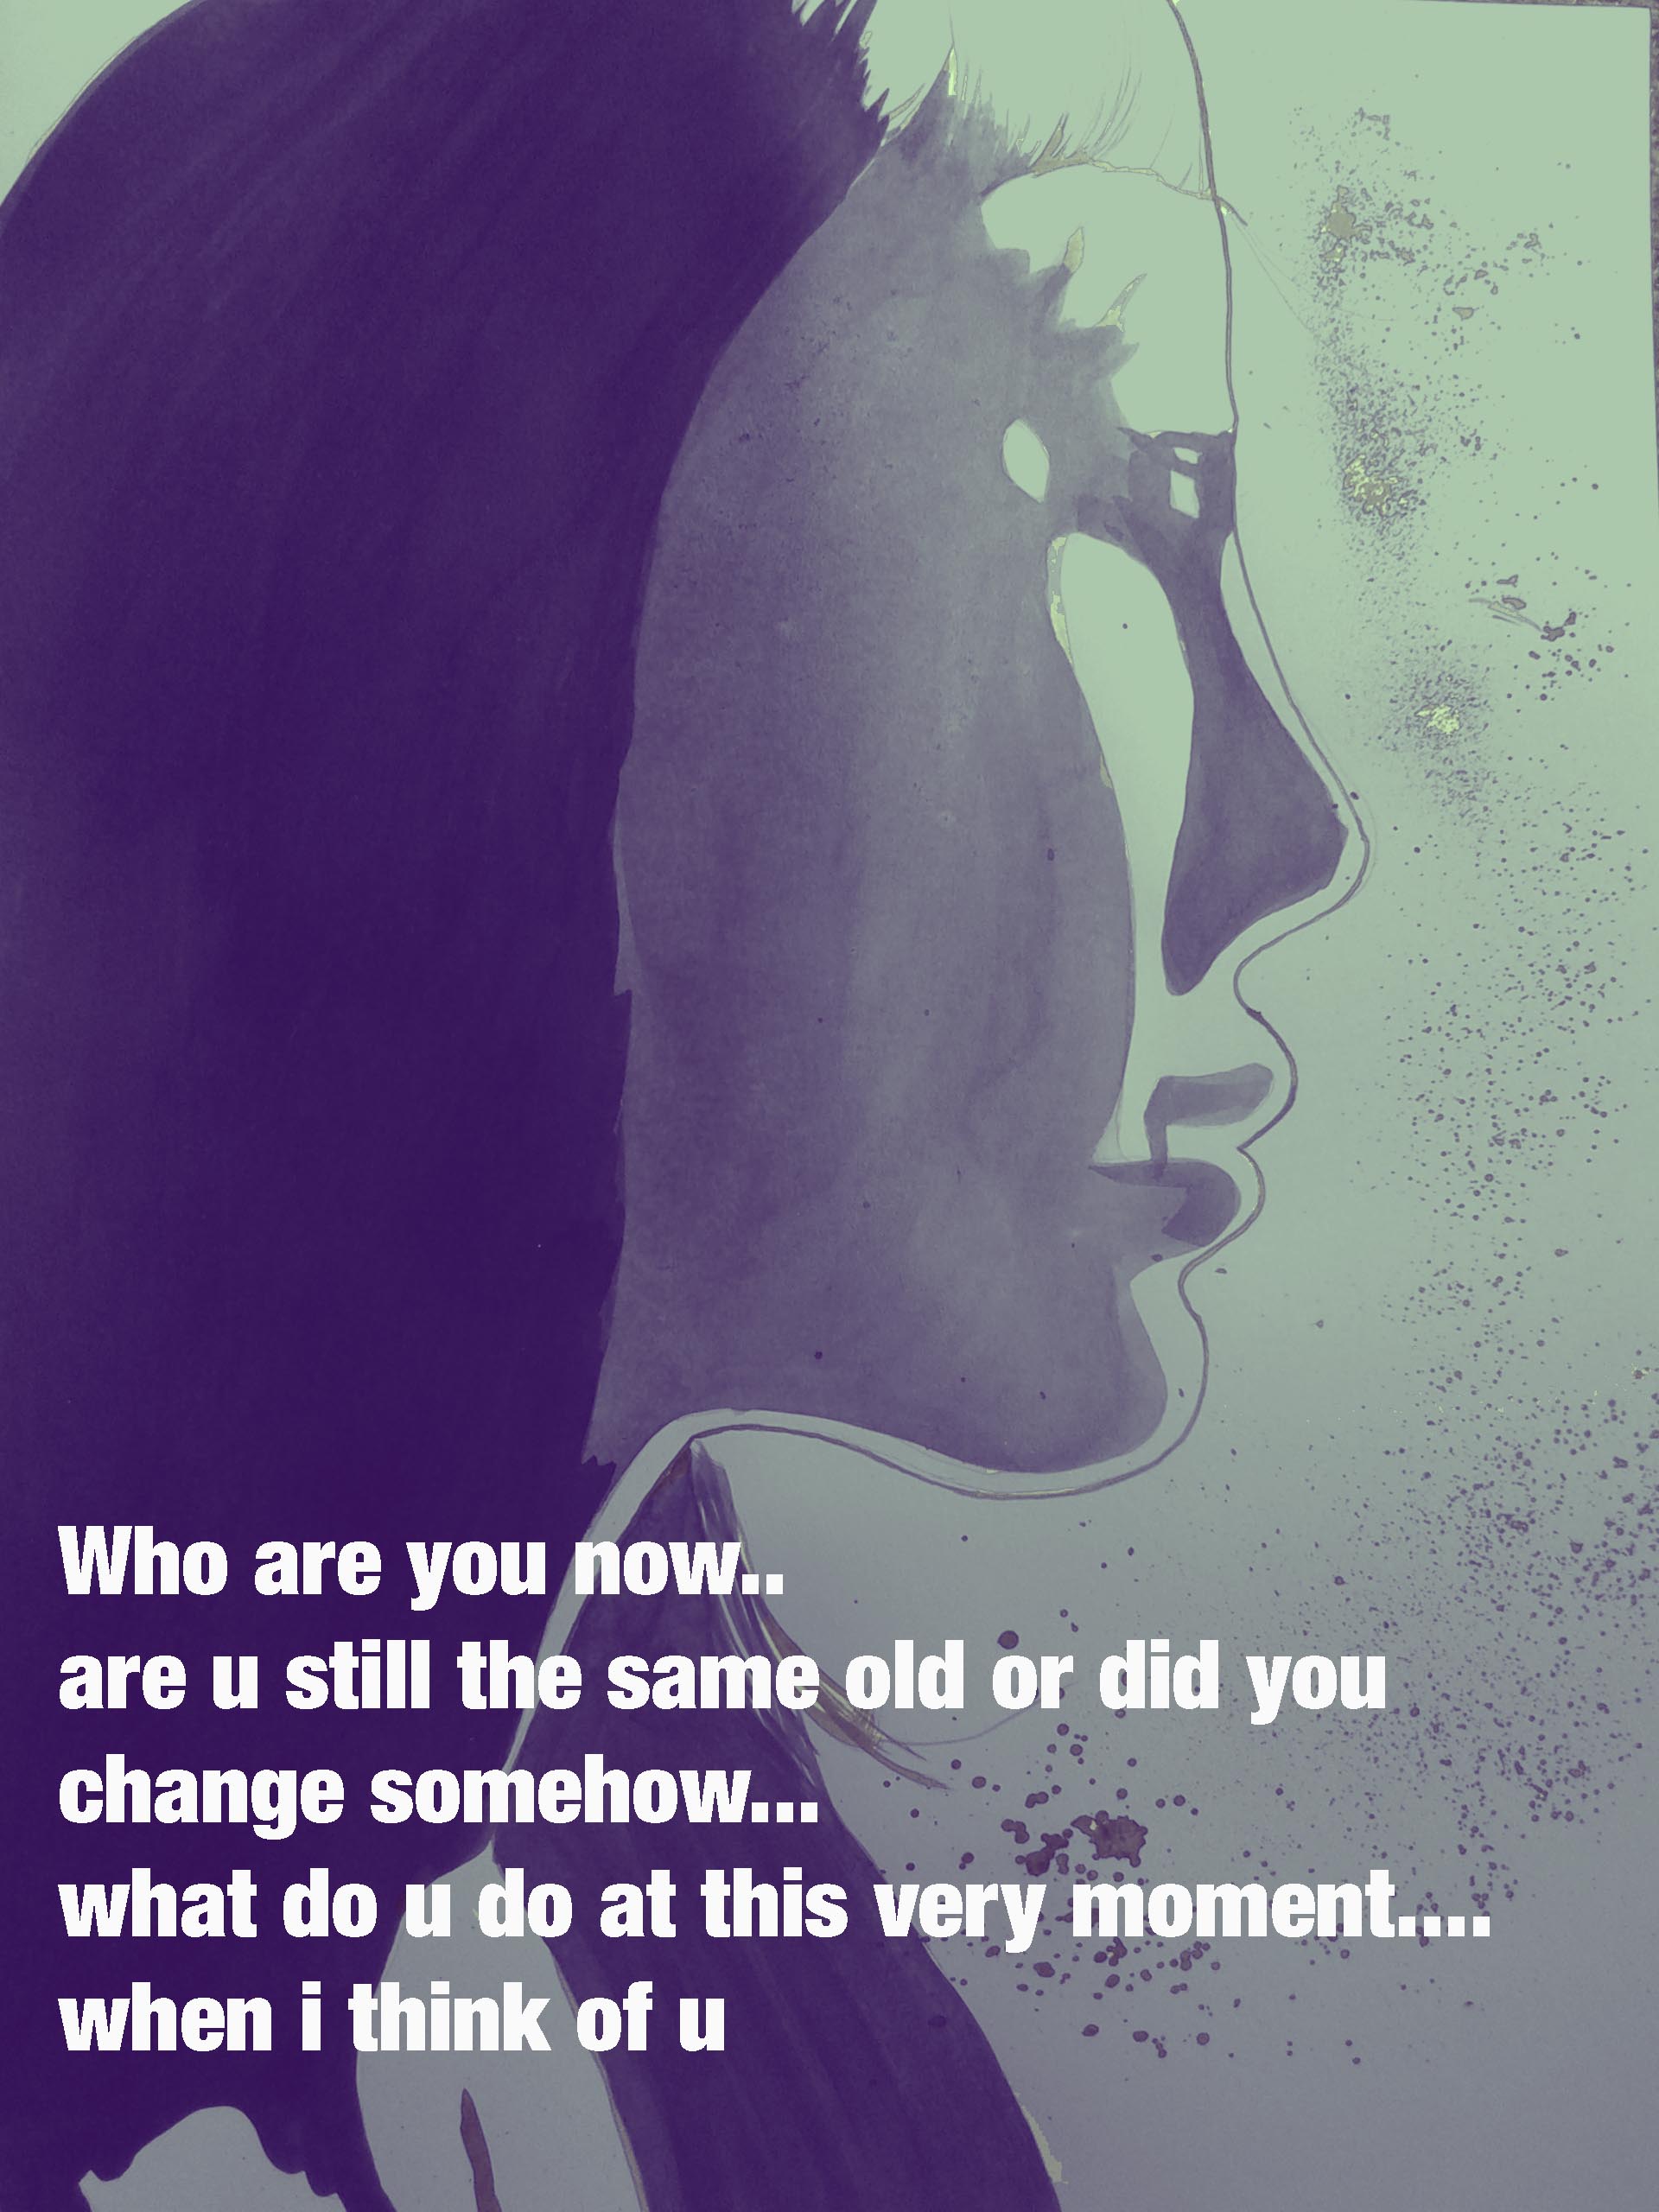 Who are you now..
are u still the same old or did you
change somehow...
what do u do at this very moment....
when i think of u